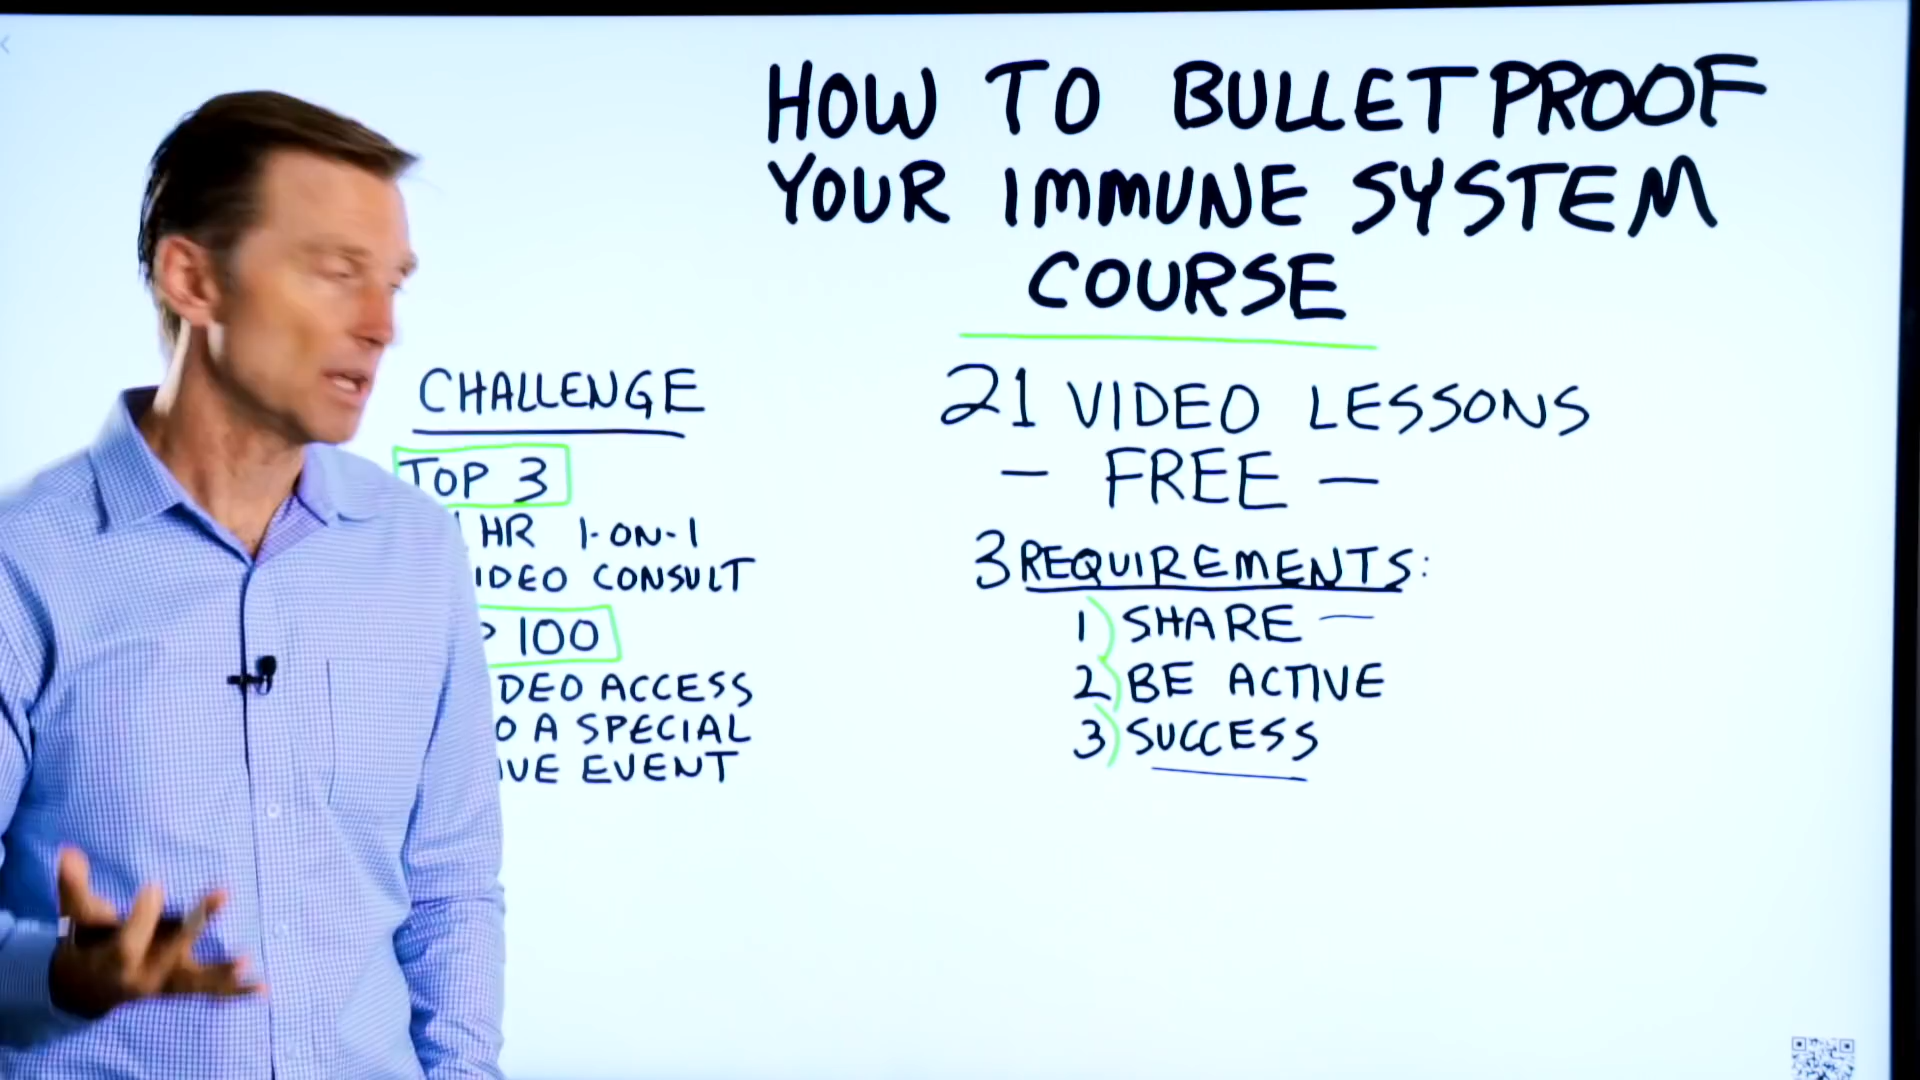 HOW TO BULLETPROOF
YOUR IMMUNE SYSTEM
COURSE
21 VIDEO LESSONS
- FREE -
3 REQUIREMENTS:
1) SHARE -
2) BE ACTIVE
3) SUCCESS
CHALLENGE
TOP 3
HR 1-ON-1
IDEO CONSULT
100
DEO ACCESS
O A SPECIAL
IVE EVENT